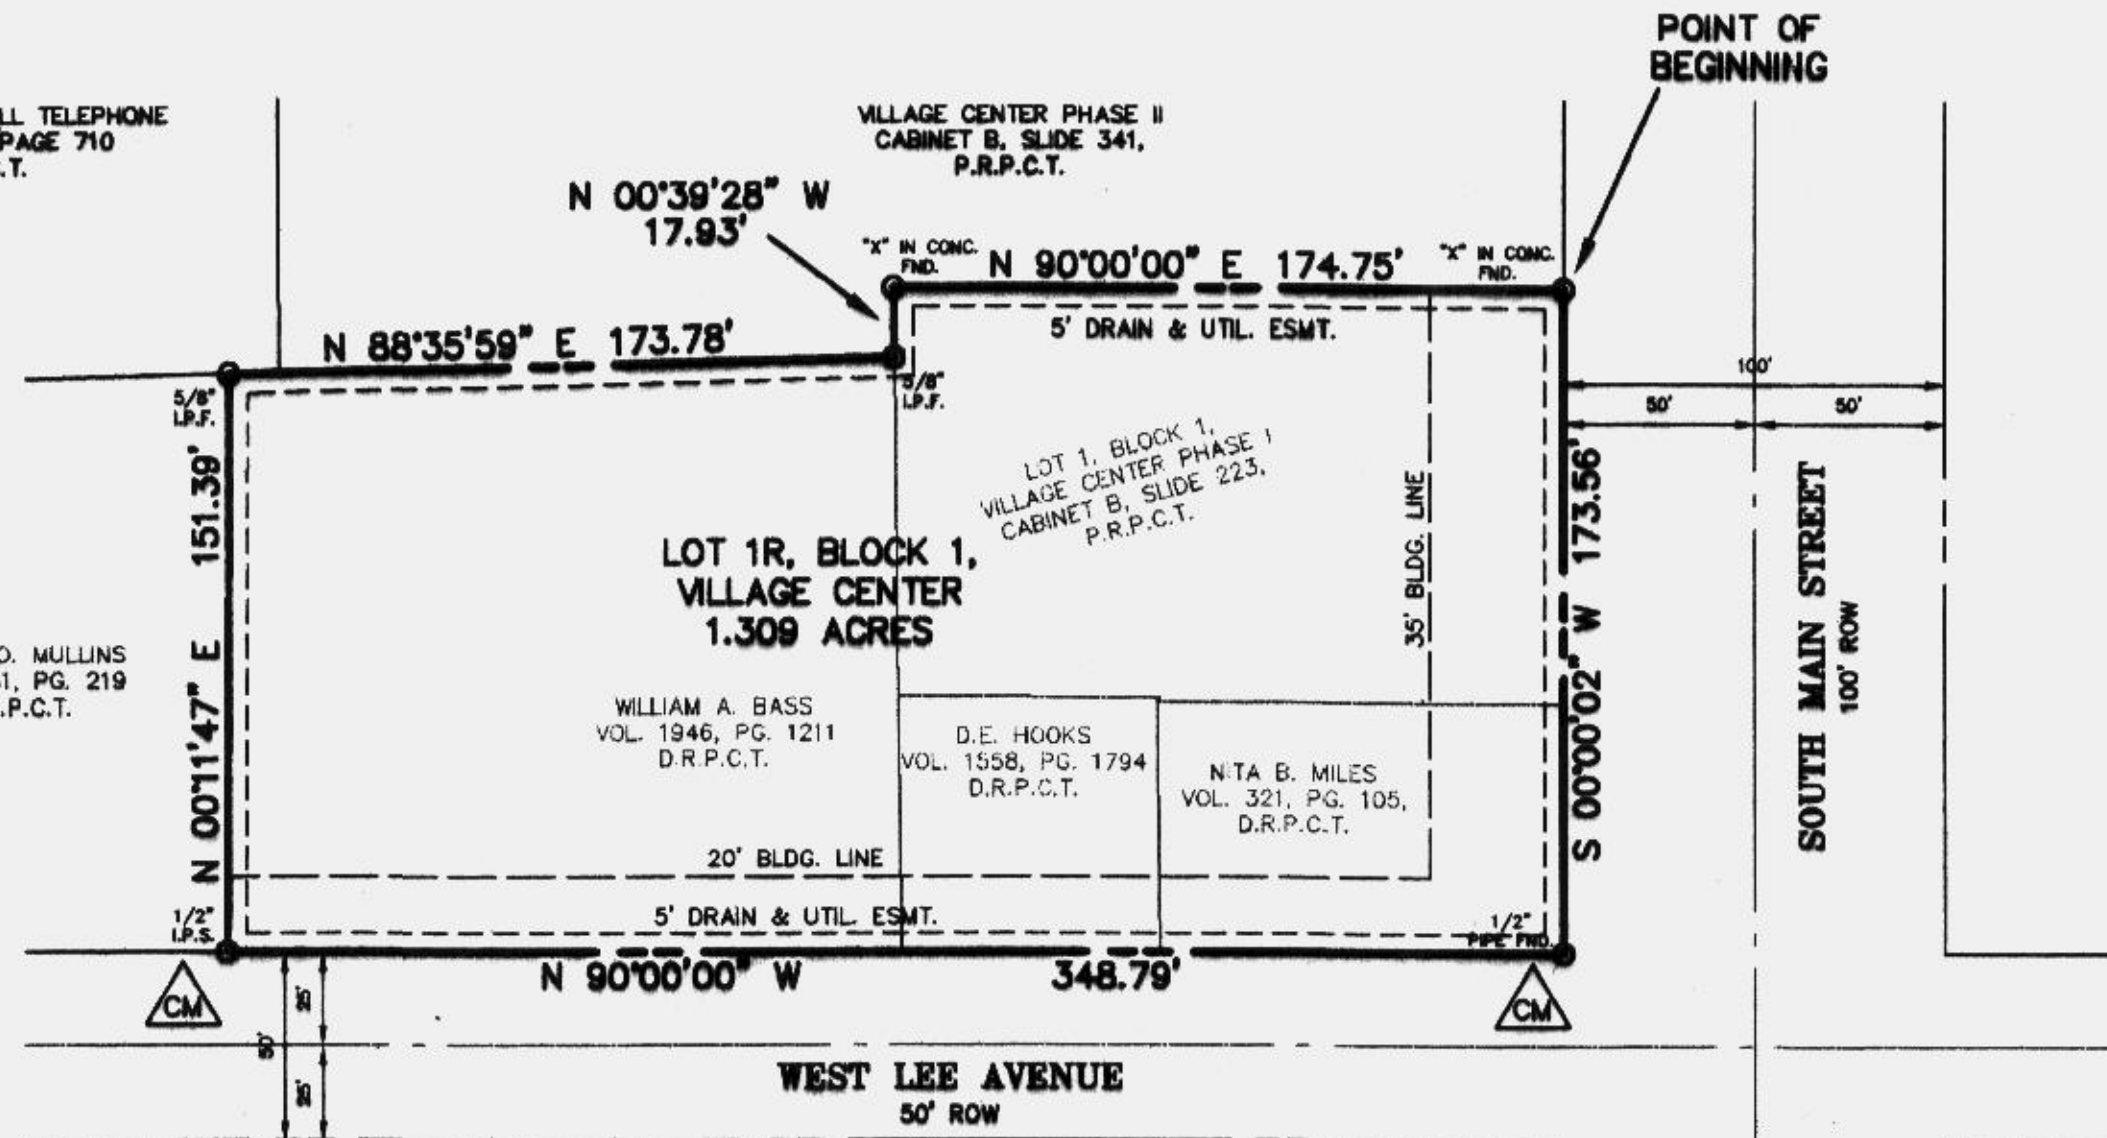 POINT OF
BEGINNING
LL TELEPHONE
PAGE 710
.T.
VILLAGE CENTER PHASE II
CABINET B, SLIDE 341,
P.R.P.C.T.
N 00°39'28" W
17.93'
"X" IN CONC.
FND.
N 90°00'00" E 174.75'
"X" IN CONC.
FND.
5' DRAIN & UTIL. ESMT.
N 88°35'59" E 173.78'
5/8"
I.P.F.
5/8"
I.P.F.
100'
50'
50'
LOT 1, BLOCK 1,
VILLAGE CENTER PHASE I
CABINET B, SLIDE 223,
P.R.P.C.T.
35' BLDG. LINE
S 00°00'02" W 173.56'
SOUTH MAIN STREET
100' ROW
N 00°11'47" E 151.39'
LOT 1R, BLOCK 1,
VILLAGE CENTER
1.309 ACRES
O. MULLINS
1, PG. 219
.P.C.T.
WILLIAM A. BASS
VOL. 1946, PG. 1211
D.R.P.C.T.
D.E. HOOKS
VOL. 1558, PG. 1794
D.R.P.C.T.
NITA B. MILES
VOL. 321, PG. 105,
D.R.P.C.T.
20' BLDG. LINE
5' DRAIN & UTIL. ESMT.
1/2"
I.P.S.
1/2"
PIPE FND.
N 90°00'00" W 348.79'
CM
CM
25'
50'
25'
WEST LEE AVENUE
50' ROW